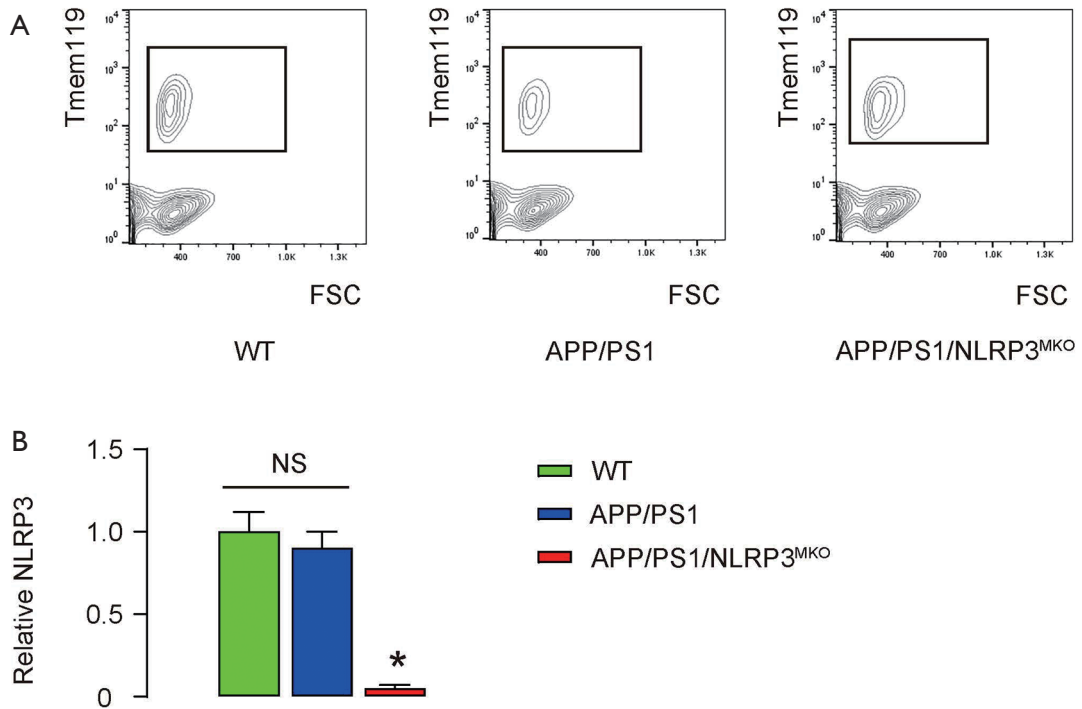 A
Tmem119
10⁴
10³
10²
10¹
10⁰
400 700 1.0K 1.3K
FSC
WT
Tmem119
10⁴
10³
10²
10¹
10⁰
400 700 1.0K 1.3K
FSC
APP/PS1
Tmem119
10⁴
10³
10²
10¹
10⁰
400 700 1.0K 1.3K
FSC
APP/PS1/NLRP3ᴹᴷᴼ
B
Relative NLRP3
1.5
1.0
0.5
0
NS
*
WT
APP/PS1
APP/PS1/NLRP3ᴹᴷᴼ